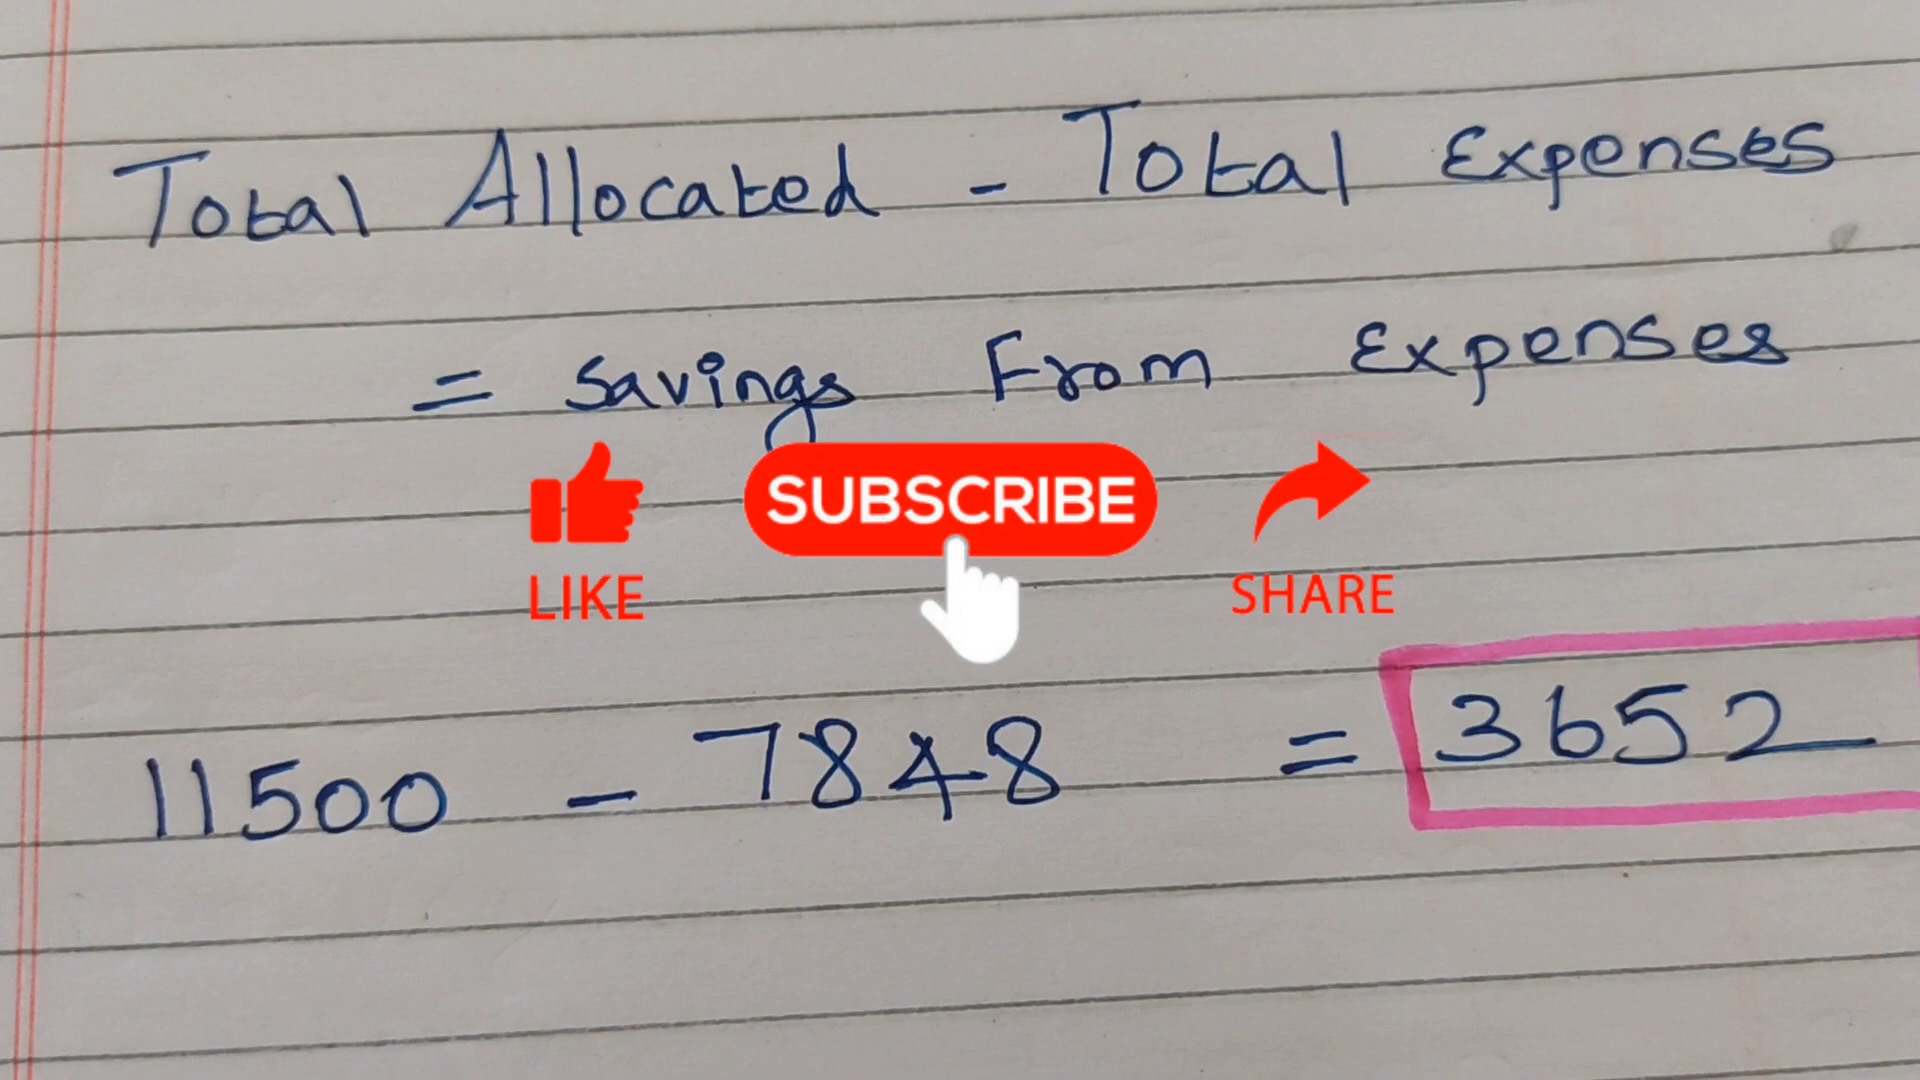 Total Allocated - Total Expenses
= Savings From Expenses
SUBSCRIBE
LIKE
SHARE
11500 - 7848 = 3652